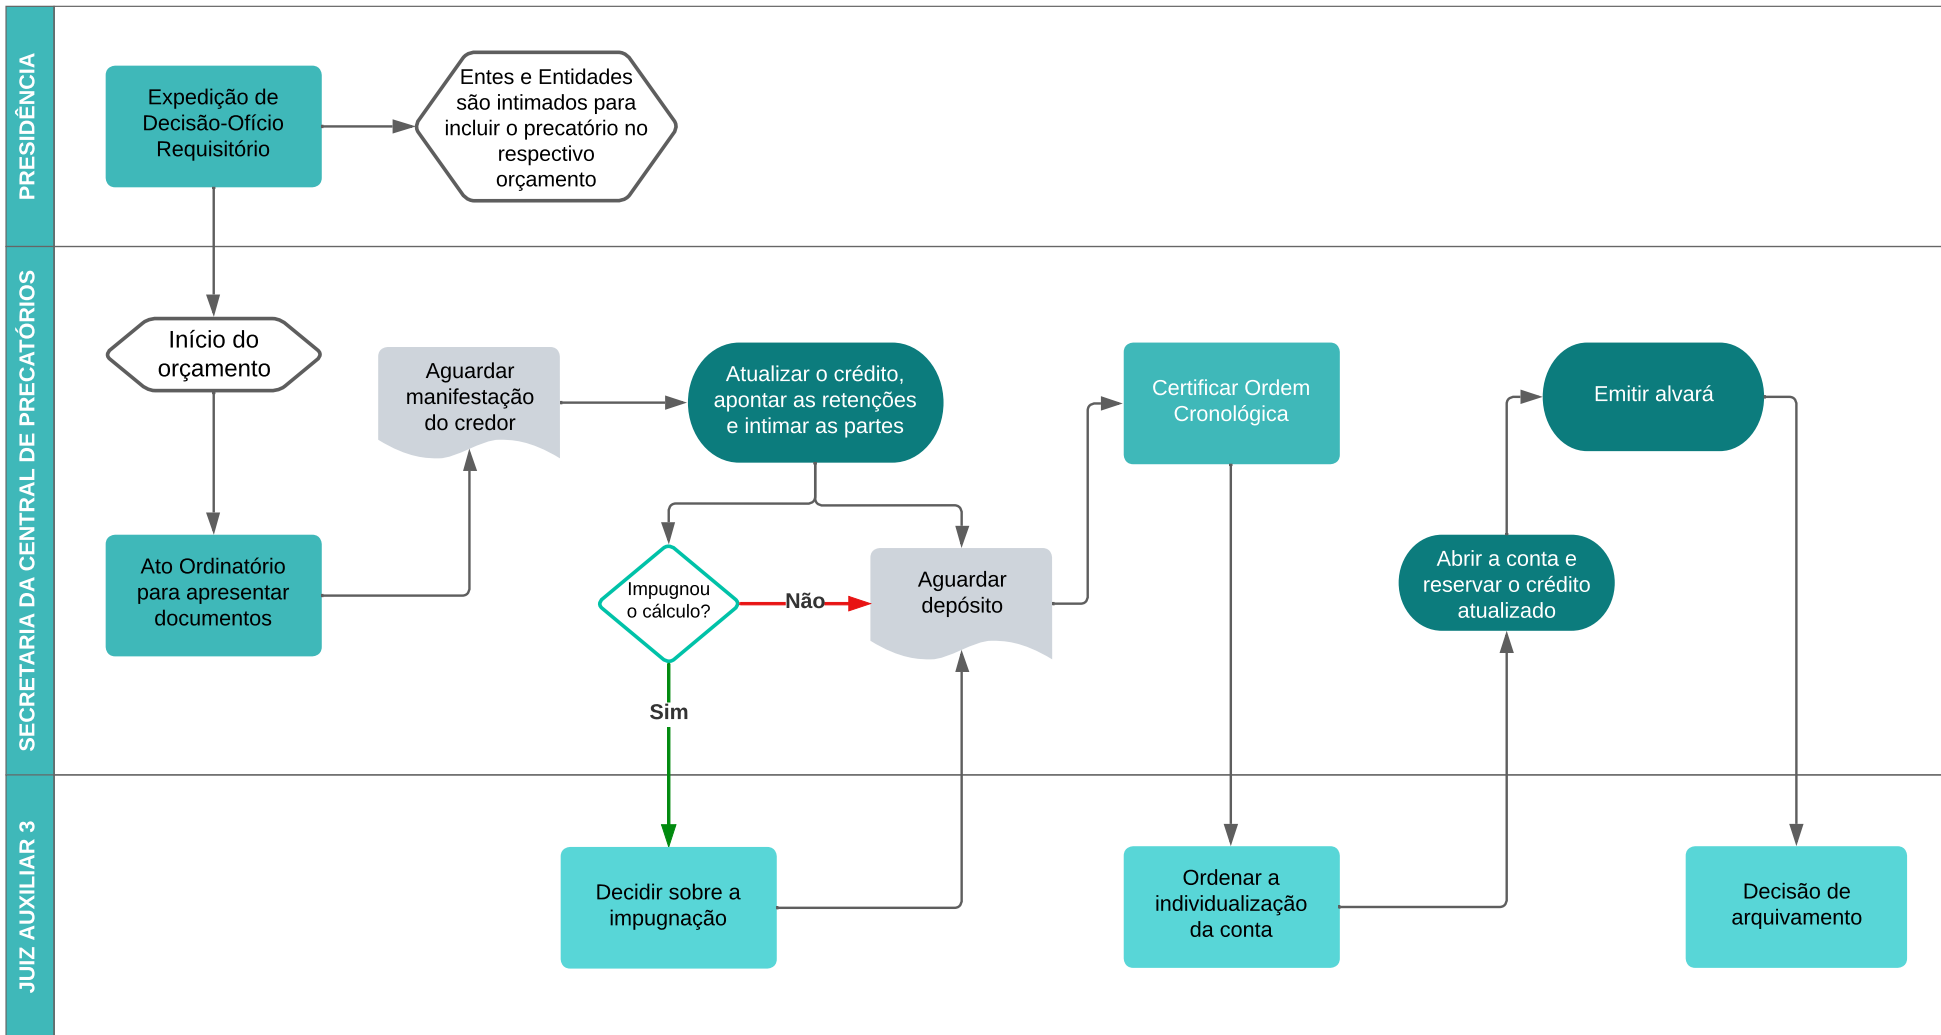 PRESIDÊNCIA
Expedição de
Decisão-Ofício
Requisitório
Entes e Entidades
são intimados para
incluir o precatório no
respectivo
orçamento
SECRETARIA DA CENTRAL DE PRECATÓRIOS
Início do
orçamento
Ato Ordinatório
para apresentar
documentos
Aguardar
manifestação
do credor
Atualizar o crédito,
apontar as retenções
e intimar as partes
Impugnou
o cálculo?
Não
Sim
Aguardar
depósito
Certificar Ordem
Cronológica
Abrir a conta e
reservar o crédito
atualizado
Emitir alvará
JUIZ AUXILIAR 3
Decidir sobre a
impugnação
Ordenar a
individualização
da conta
Decisão de
arquivamento